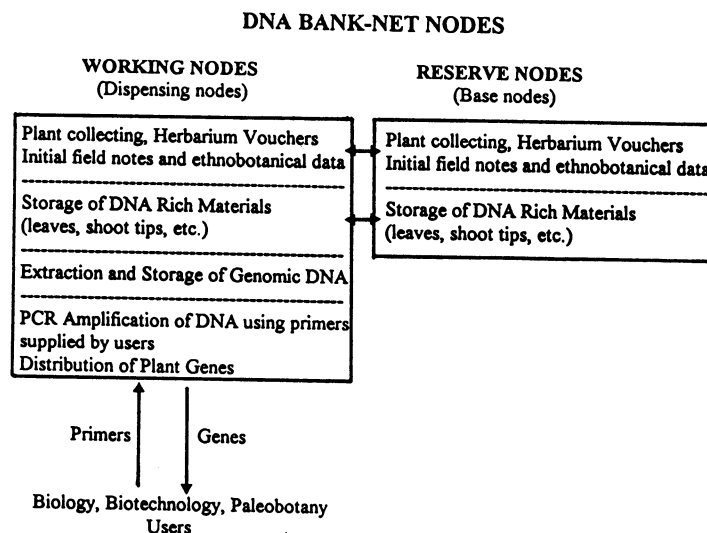 DNA BANK-NET NODES
WORKING NODES
(Dispensing nodes)
Plant collecting, Herbarium Vouchers
Initial field notes and ethnobotanical data
Storage of DNA Rich Materials
(leaves, shoot tips, etc.)
Extraction and Storage of Genomic DNA
PCR Amplification of DNA using primers
supplied by users
Distribution of Plant Genes
RESERVE NODES
(Base nodes)
Plant collecting, Herbarium Vouchers
Initial field notes and ethnobotanical data
Storage of DNA Rich Materials
(leaves, shoot tips, etc.)
Primers
Genes
Biology, Biotechnology, Paleobotany
Users